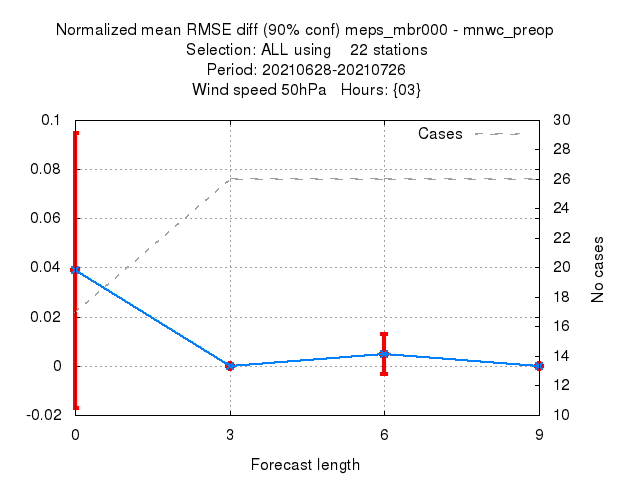 Normalized mean RMSE diff (90% conf) meps_mbr000 - mnwc_preop
Selection: ALL using    22 stations
Period: 20210628-20210726
Wind speed 50hPa   Hours: {03}
Cases
0.1
0.08
0.06
0.04
0.02
0
-0.02
30
28
26
24
22
20
18
16
14
12
10
No cases
0 3 6 9
Forecast length